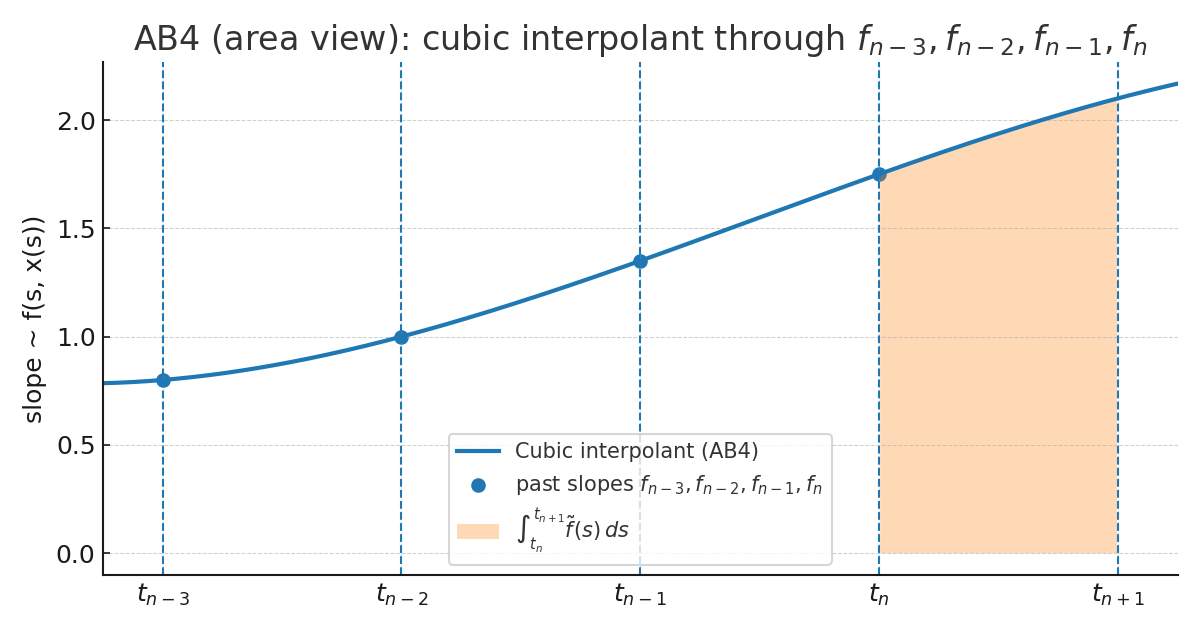 AB4 (area view): cubic interpolant through f_{n−3}, f_{n−2}, f_{n−1}, f_n
slope ~ f(s, x(s))
2.0
1.5
1.0
0.5
0.0
Cubic interpolant (AB4)
past slopes f_{n−3}, f_{n−2}, f_{n−1}, f_n
∫_{t_n}^{t_{n+1}} f̃(s) ds
t_{n−3} t_{n−2} t_{n−1} t_n t_{n+1}